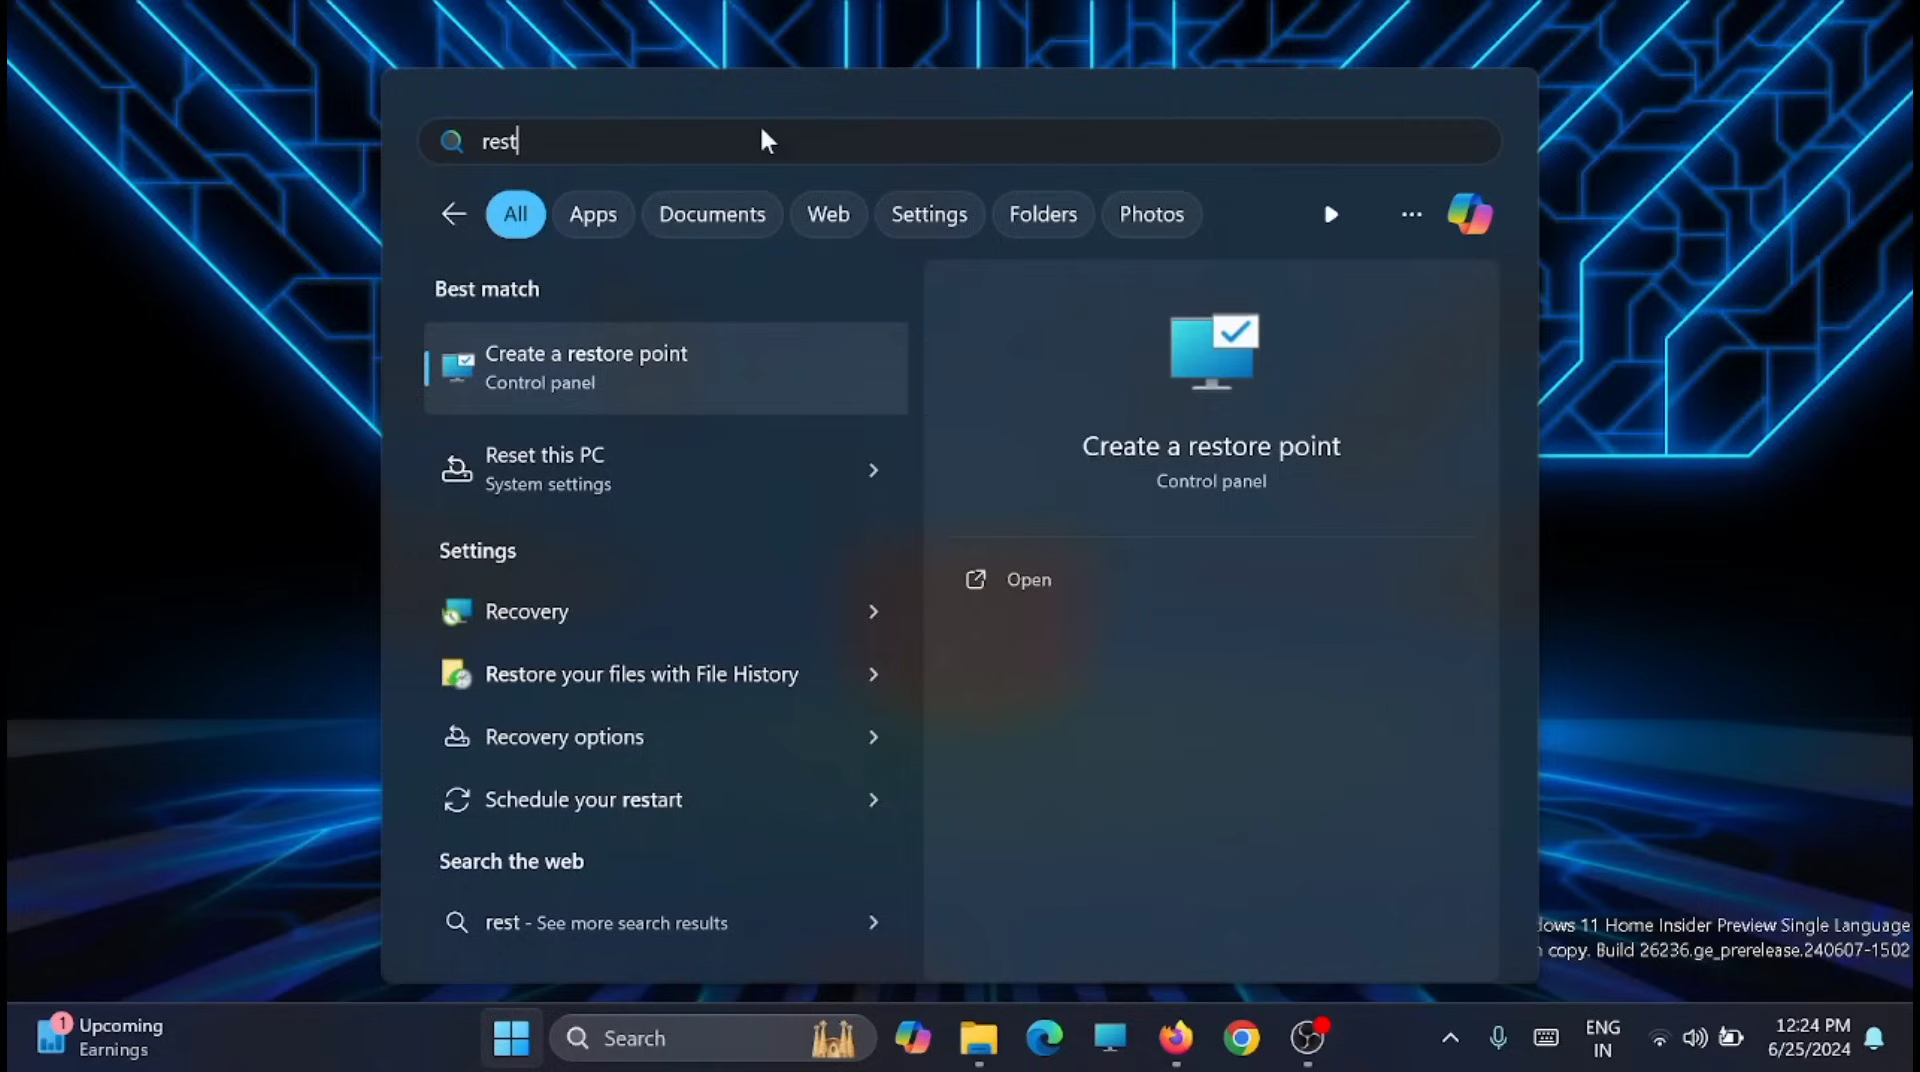 rest
All Apps Documents Web Settings Folders Photos
Best match
Create a restore point
Control panel
Reset this PC
System settings
Settings
Recovery
Restore your files with File History
Recovery options
Schedule your restart
Search the web
rest - See more search results
Create a restore point
Control panel
Open
11 Home Insider Preview Single Language
copy. Build 26236.ge_prerelease.240607-1502
1
Upcoming
Earnings
Search
ENG
IN
12:24 PM
6/25/2024